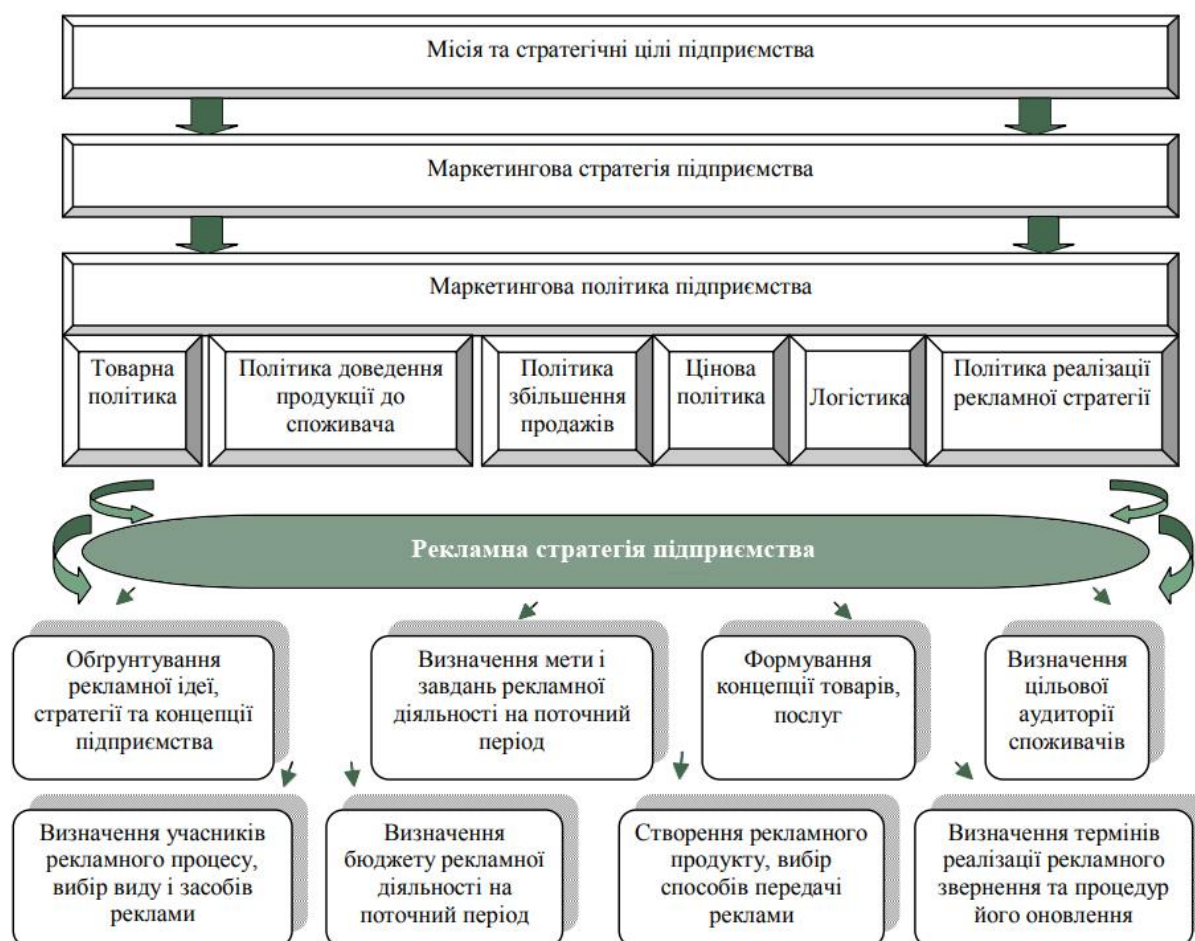 Місія та стратегічні цілі підприємства
Маркетингова стратегія підприємства
Маркетингова політика підприємства
Товарна
політика
Політика доведення
продукції до
споживача
Політика
збільшення
продажів
Цінова
політика
Логістика
Політика реалізації
рекламної стратегії
Рекламна стратегія підприємства
Обґрунтування
рекламної ідеї,
стратегії та концепції
підприємства
Визначення мети і
завдань рекламної
діяльності на поточний
період
Формування
концепції товарів,
послуг
Визначення
цільової
аудиторії
споживачів
Визначення учасників
рекламного процесу,
вибір виду і засобів
реклами
Визначення
бюджету рекламної
діяльності на
поточний період
Створення рекламного
продукту, вибір
способів передачі
реклами
Визначення термінів
реалізації рекламного
звернення та процедур
його оновлення